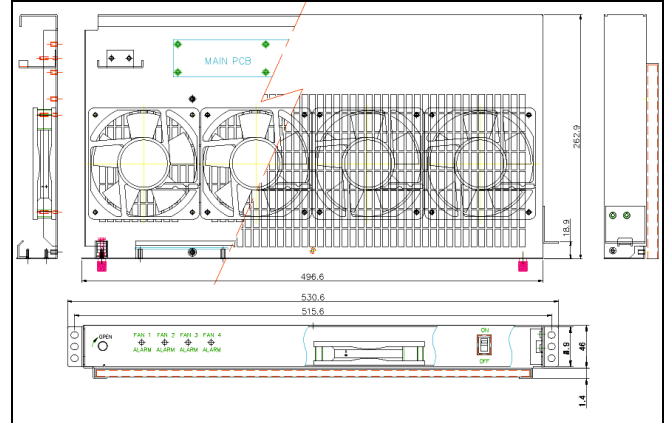 MAIN PCB
262.9
18.9
496.6
530.6
515.6
OPEN
FAN 1 FAN 2 FAN 3 FAN 4
ALARM ALARM ALARM ALARM
ON
OFF
46
1.4